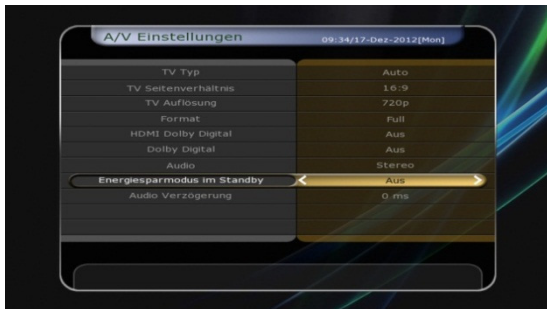 A/V Einstellungen 09:34/17-Dez-2012[Mon]
TV Typ Auto
TV Seitenverhältnis 16:9
TV Auflösung 720p
Format Full
HDMI Dolby Digital Aus
Dolby Digital Aus
Audio Stereo
Energiesparmodus im Standby Aus
Audio Verzögerung 0 ms